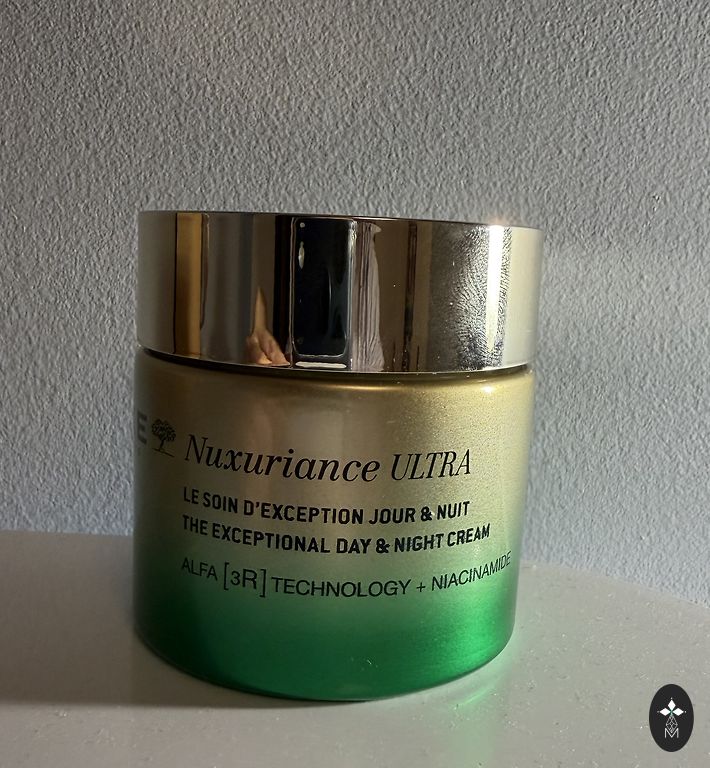 E Nuxuriance ULTRA
LE SOIN D'EXCEPTION JOUR & NUIT
THE EXCEPTIONAL DAY & NIGHT CREAM
ALFA [3R] TECHNOLOGY + NIACINAMIDE
M